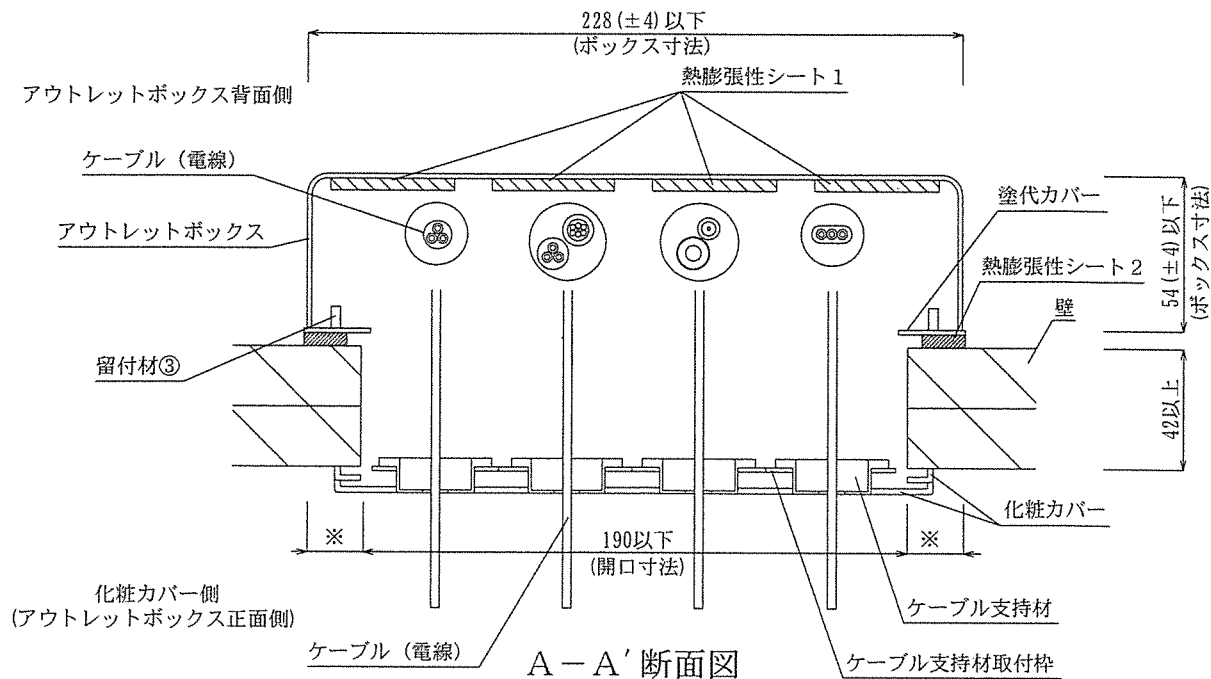 228(±4)以下
(ボックス寸法)
熱膨張性シート1
アウトレットボックス背面側
ケーブル(電線)
塗代カバー
アウトレットボックス
54(±4)以下
(ボックス寸法)
熱膨張性シート2
壁
留付材③
42以上
化粧カバー
※
190以下
(開口寸法)
※
化粧カバー側
(アウトレットボックス正面側)
ケーブル支持材
ケーブル(電線)
A-A'断面図
ケーブル支持材取付枠